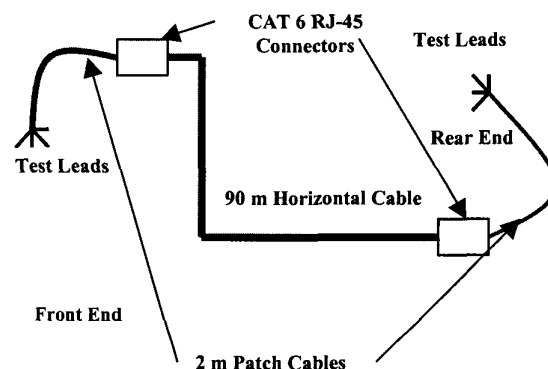 CAT 6 RJ-45
Connectors
Test Leads
Rear End
Test Leads
90 m Horizontal Cable
Front End
2 m Patch Cables